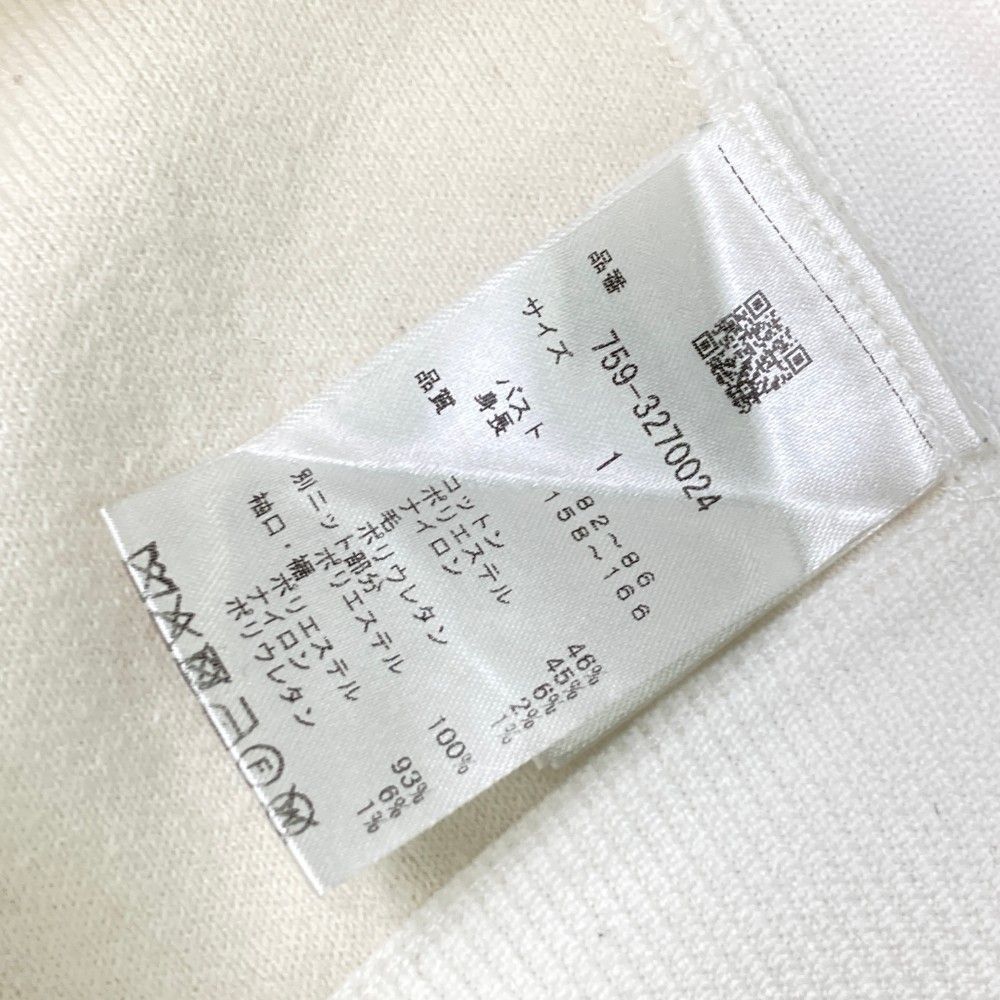 品番 759-3270024
サイズ 1
バスト 82~86
身長 158~166
品質 コットン 46%
ポリエステル 45%
ナイロン 6%
毛 2%
ポリウレタン 1%
別ニット部分 ポリエステル 100%
袖口・裾 ポリエステル 93%
ナイロン 6%
ポリウレタン 1%
F
W